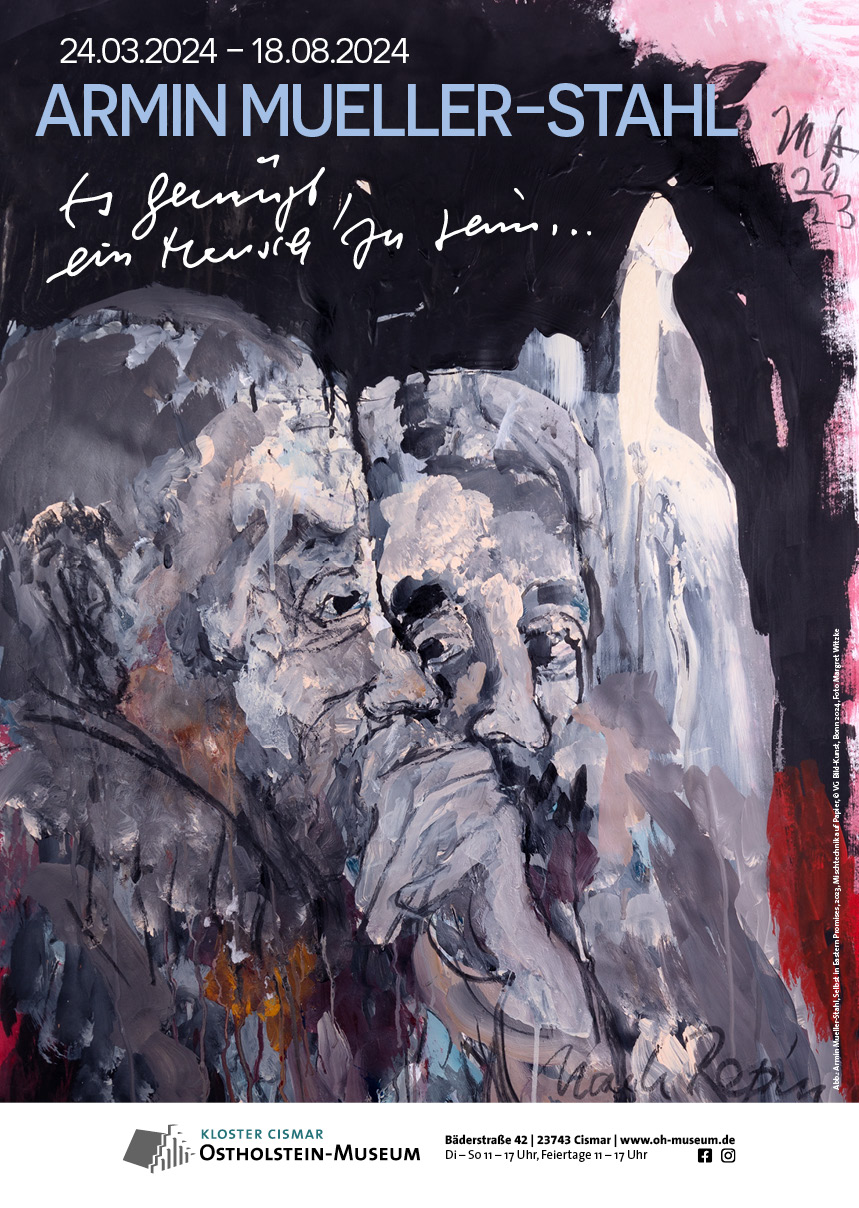 24.03.2024 – 18.08.2024
ARMIN MUELLER-STAHL
Es genügt,
ein Mensch zu sein...
MA
20
23
Abb.: Armin Mueller-Stahl, Selbst in Eastern Promises, 2023, Mischtechnik auf Papier, © VG Bild-Kunst, Bonn 2024, Foto Margret Witzke
Nach
KLOSTER CISMAR
OSTHOLSTEIN-MUSEUM
Bäderstraße 42 | 23743 Cismar | www.oh-museum.de
Di – So 11 – 17 Uhr, Feiertage 11 – 17 Uhr